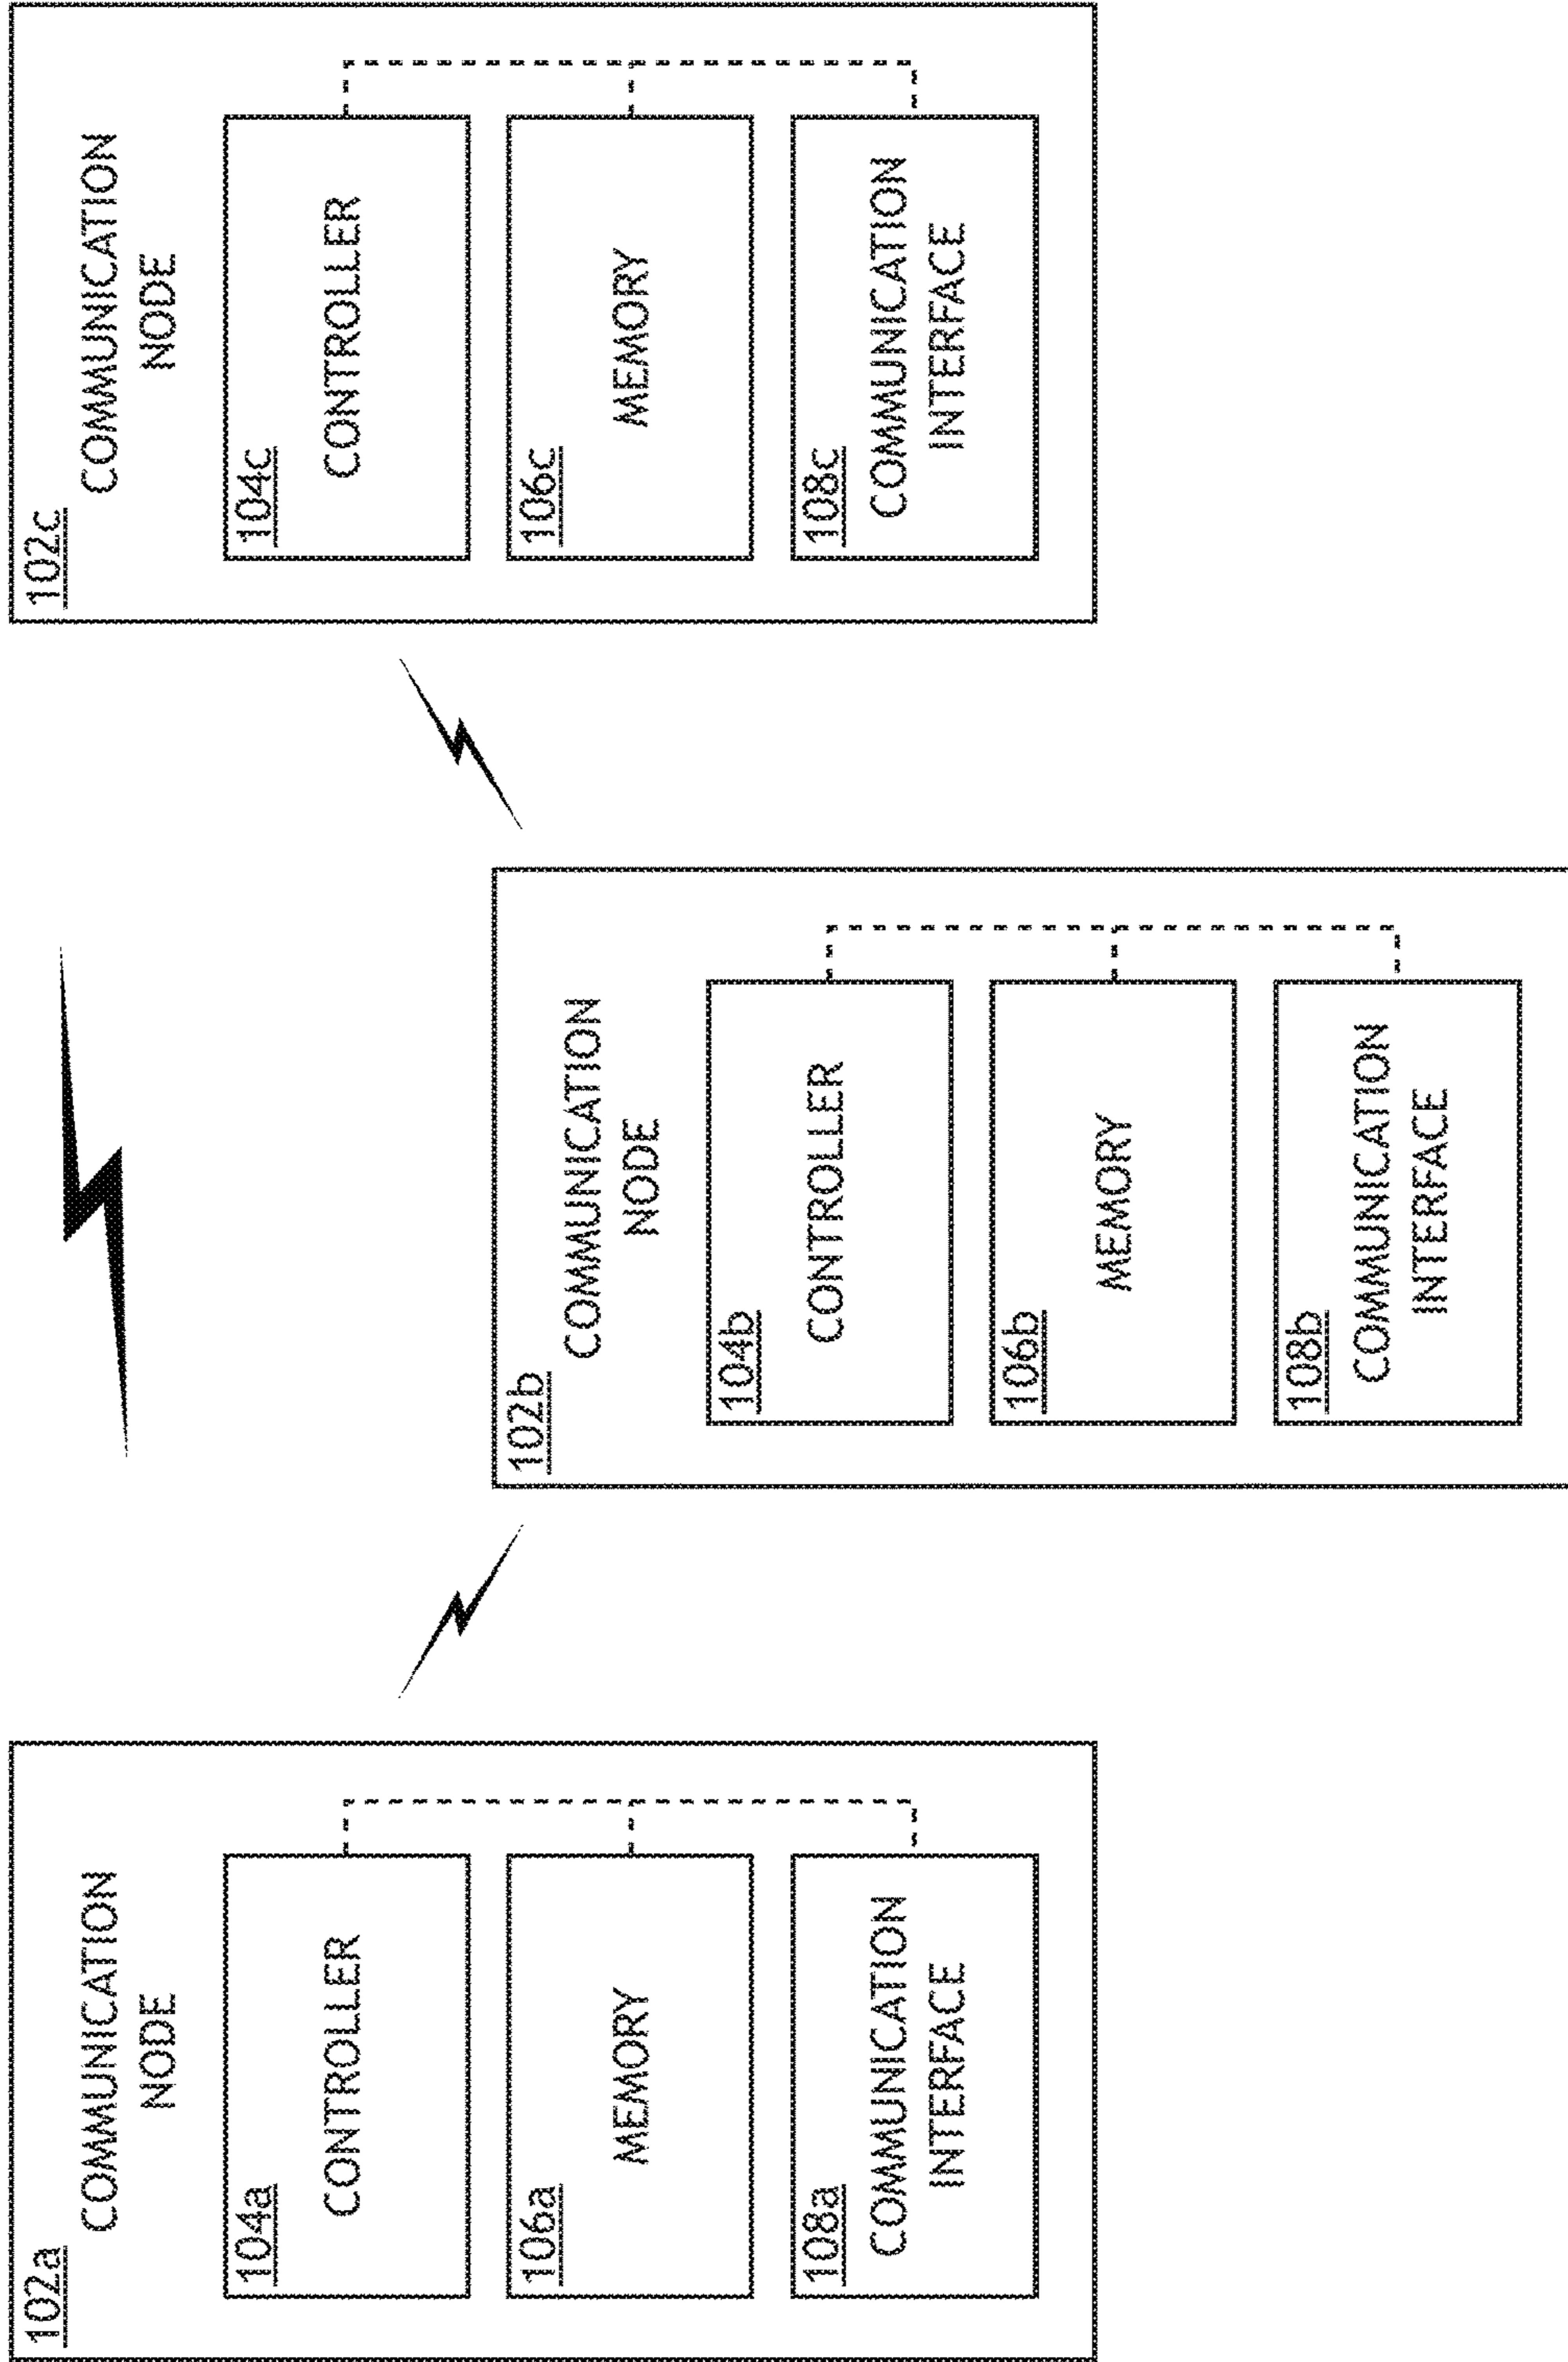 102a
COMMUNICATION
NODE
104a
CONTROLLER
106a
MEMORY
108a
COMMUNICATION
INTERFACE
102b
COMMUNICATION
NODE
104b
CONTROLLER
106b
MEMORY
108b
COMMUNICATION
INTERFACE
102c
COMMUNICATION
NODE
104c
CONTROLLER
106c
MEMORY
108c
COMMUNICATION
INTERFACE